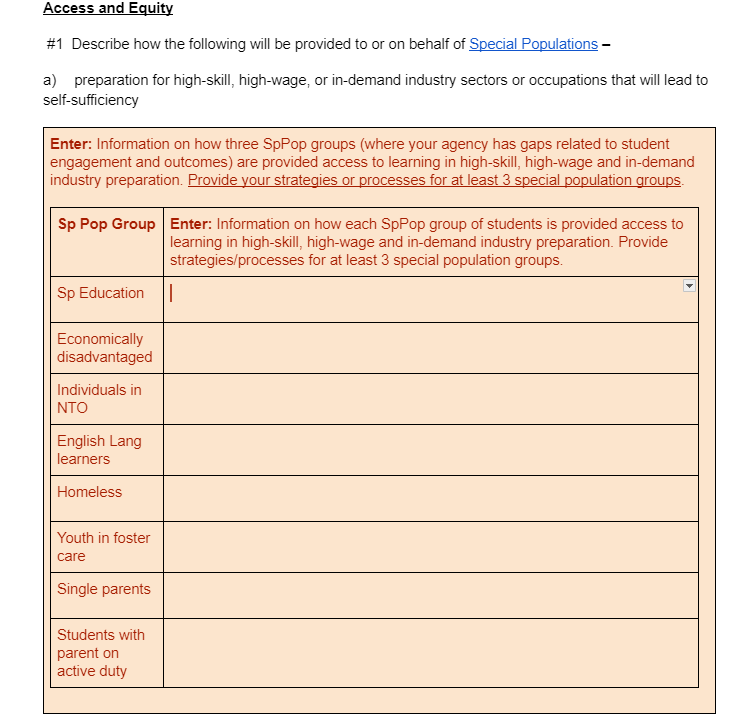 Access and Equity
#1 Describe how the following will be provided to or on behalf of Special Populations –
a) preparation for high-skill, high-wage, or in-demand industry sectors or occupations that will lead to
self-sufficiency
Enter: Information on how three SpPop groups (where your agency has gaps related to student
engagement and outcomes) are provided access to learning in high-skill, high-wage and in-demand
industry preparation. Provide your strategies or processes for at least 3 special population groups.
Sp Pop Group
Enter: Information on how each SpPop group of students is provided access to
learning in high-skill, high-wage and in-demand industry preparation. Provide
strategies/processes for at least 3 special population groups.
Sp Education
Economically
disadvantaged
Individuals in
NTO
English Lang
learners
Homeless
Youth in foster
care
Single parents
Students with
parent on
active duty